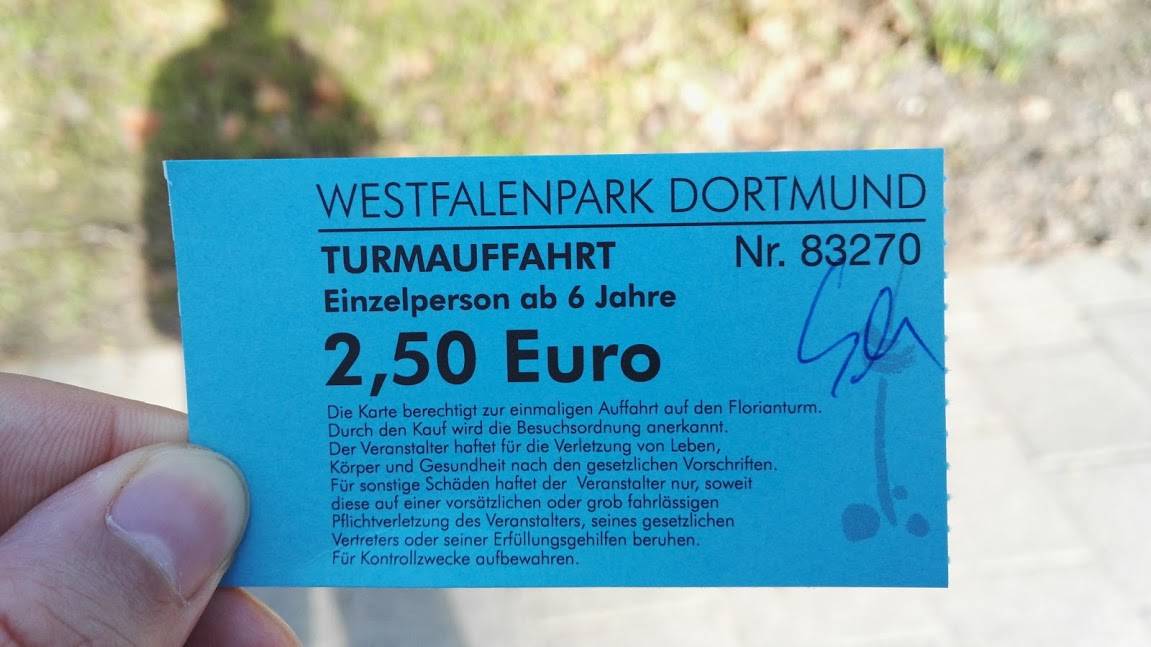 WESTFALENPARK DORTMUND
TURMAUFFAHRT Nr. 83270
Einzelperson ab 6 Jahre
2,50 Euro
Die Karte berechtigt zur einmaligen Auffahrt auf den Florianturm.
Durch den Kauf wird die Besuchsordnung anerkannt.
Der Veranstalter haftet für die Verletzung von Leben,
Körper und Gesundheit nach den gesetzlichen Vorschriften.
Für sonstige Schäden haftet der Veranstalter nur, soweit
diese auf einer vorsätzlichen oder grob fahrlässigen
Pflichtverletzung des Veranstalters, seines gesetzlichen
Vertreters oder seiner Erfüllungsgehilfen beruhen.
Für Kontrollzwecke aufbewahren.